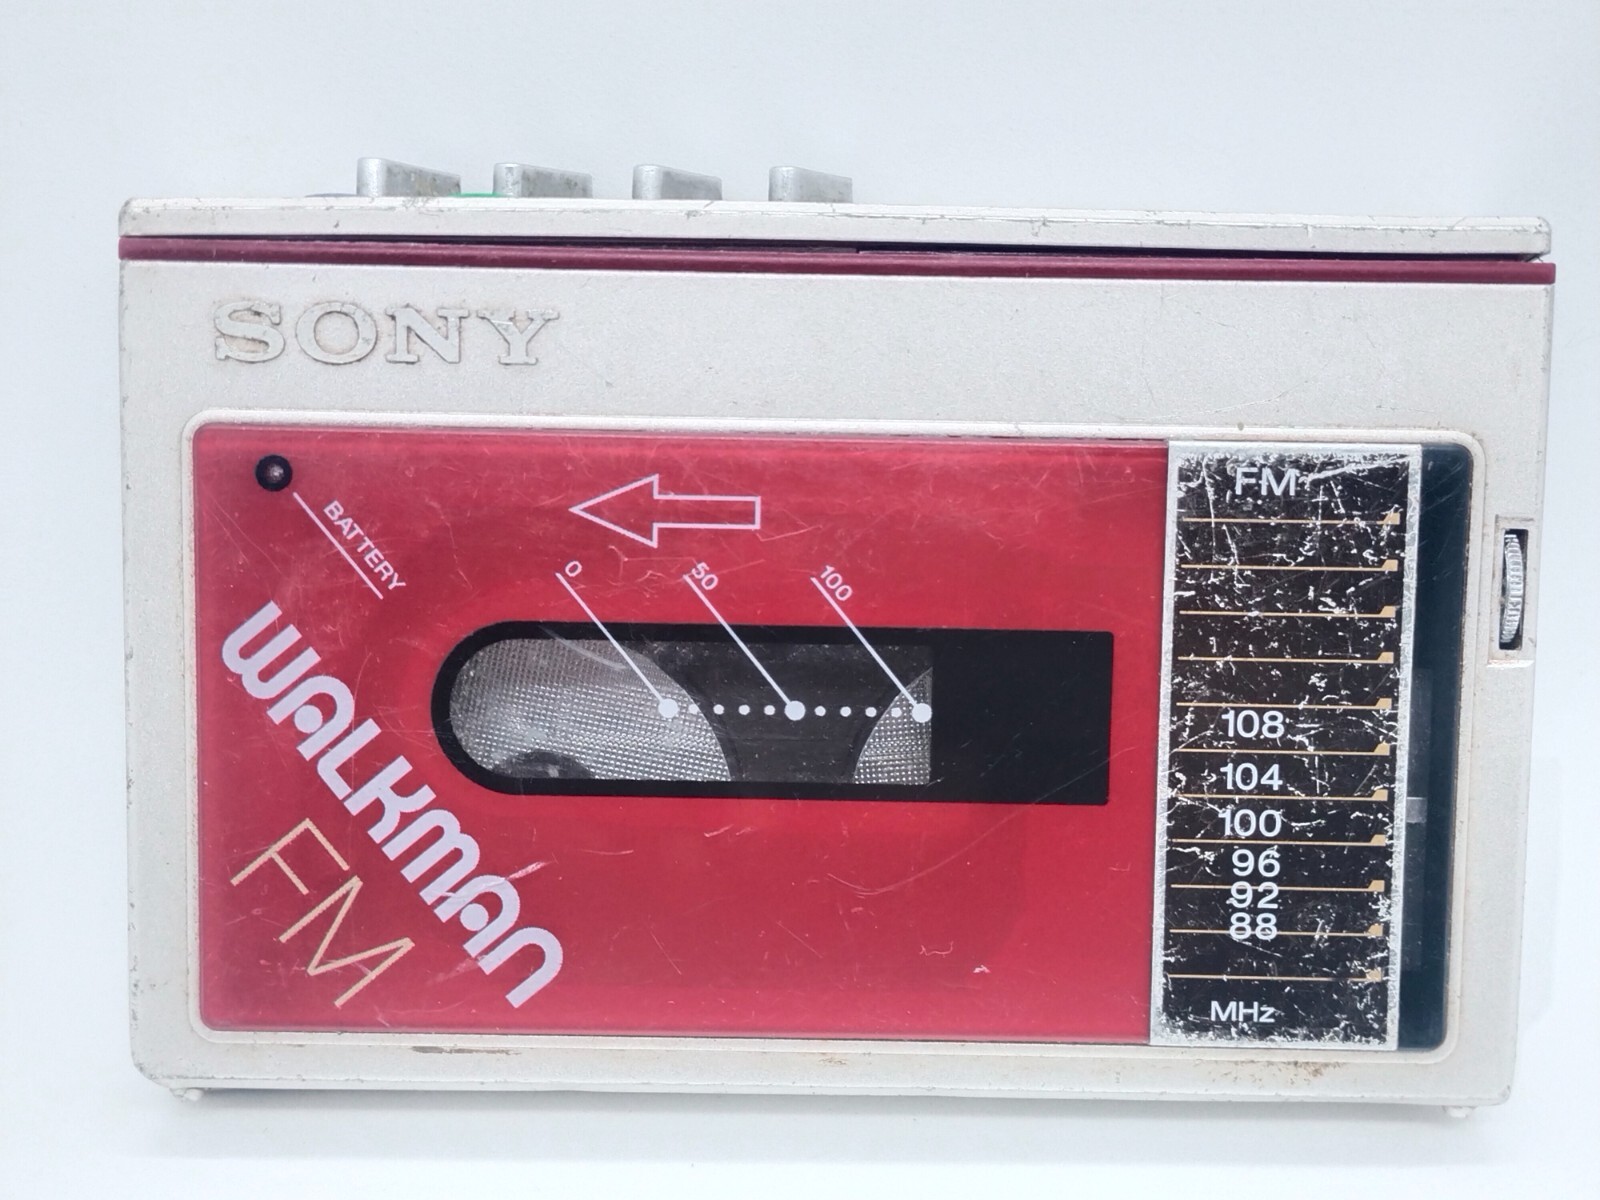 SONY
BATTERY
0 50 100
WALKMAN
FM
FM
108
104
100
96
92
88
MHz